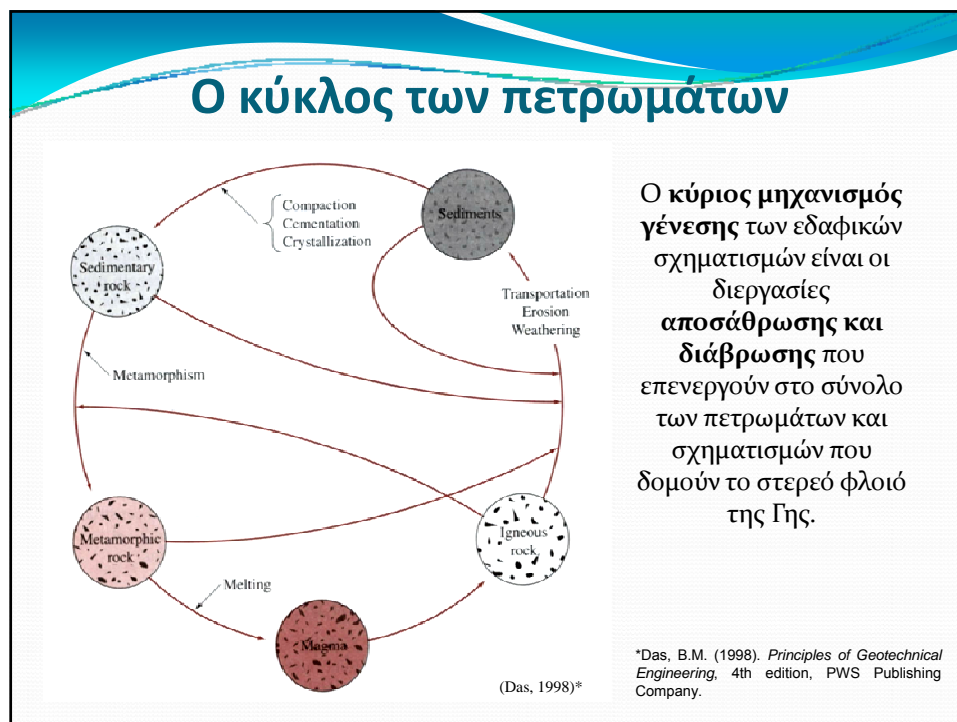 Ο κύκλος των πετρωμάτων
Compaction
Cementation
Crystallization
Sediments
Sedimentary
rock
Transportation
Erosion
Weathering
Metamorphism
Metamorphic
rock
Igneous
rock
Melting
Magma
(Das, 1998)*
Ο κύριος μηχανισμός
γένεσης των εδαφικών
σχηματισμών είναι οι
διεργασίες
αποσάθρωσης και
διάβρωσης που
επενεργούν στο σύνολο
των πετρωμάτων και
σχηματισμών που
δομούν το στερεό φλοιό
της Γης.
*Das, B.M. (1998). Principles of Geotechnical
Engineering, 4th edition, PWS Publishing
Company.